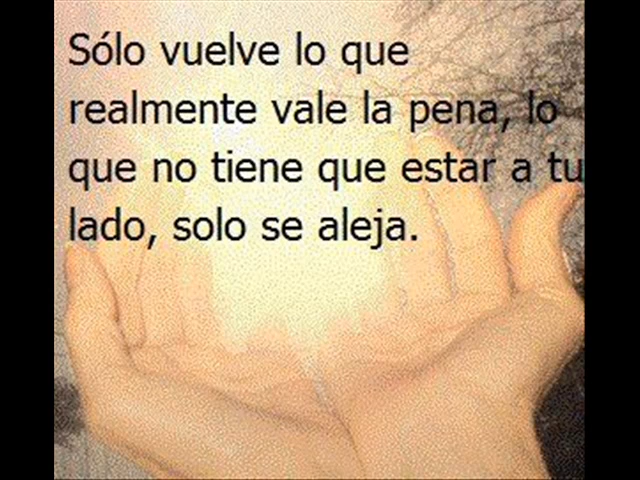 Sólo vuelve lo que
realmente vale la pena, lo
que no tiene que estar a tu
lado, solo se aleja.